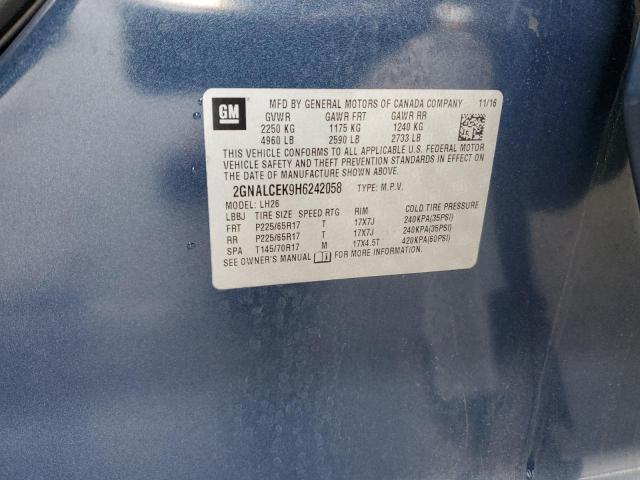 GM
MFD BY GENERAL MOTORS OF CANADA COMPANY 11/16
GVWR GAWR FRT GAWR RR
2250 KG 1175 KG 1240 KG
4960 LB 2590 LB 2733 LB
THIS VEHICLE CONFORMS TO ALL APPLICABLE U.S. FEDERAL MOTOR
VEHICLE SAFETY AND THEFT PREVENTION STANDARDS IN EFFECT ON
THE DATE OF MANUFACTURE SHOWN ABOVE.
2GNALCEK9H6242058 TYPE: M.P.V.
MODEL: LH26
LBBJ TIRE SIZE SPEED RTG RIM COLD TIRE PRESSURE
FRT P225/65R17 T 17X7J 240KPA(35PSI)
RR P225/65R17 T 17X7J 240KPA(35PSI)
SPA T145/70R17 M 17X4.5T 420KPA(60PSI)
SEE OWNER'S MANUAL FOR MORE INFORMATION.